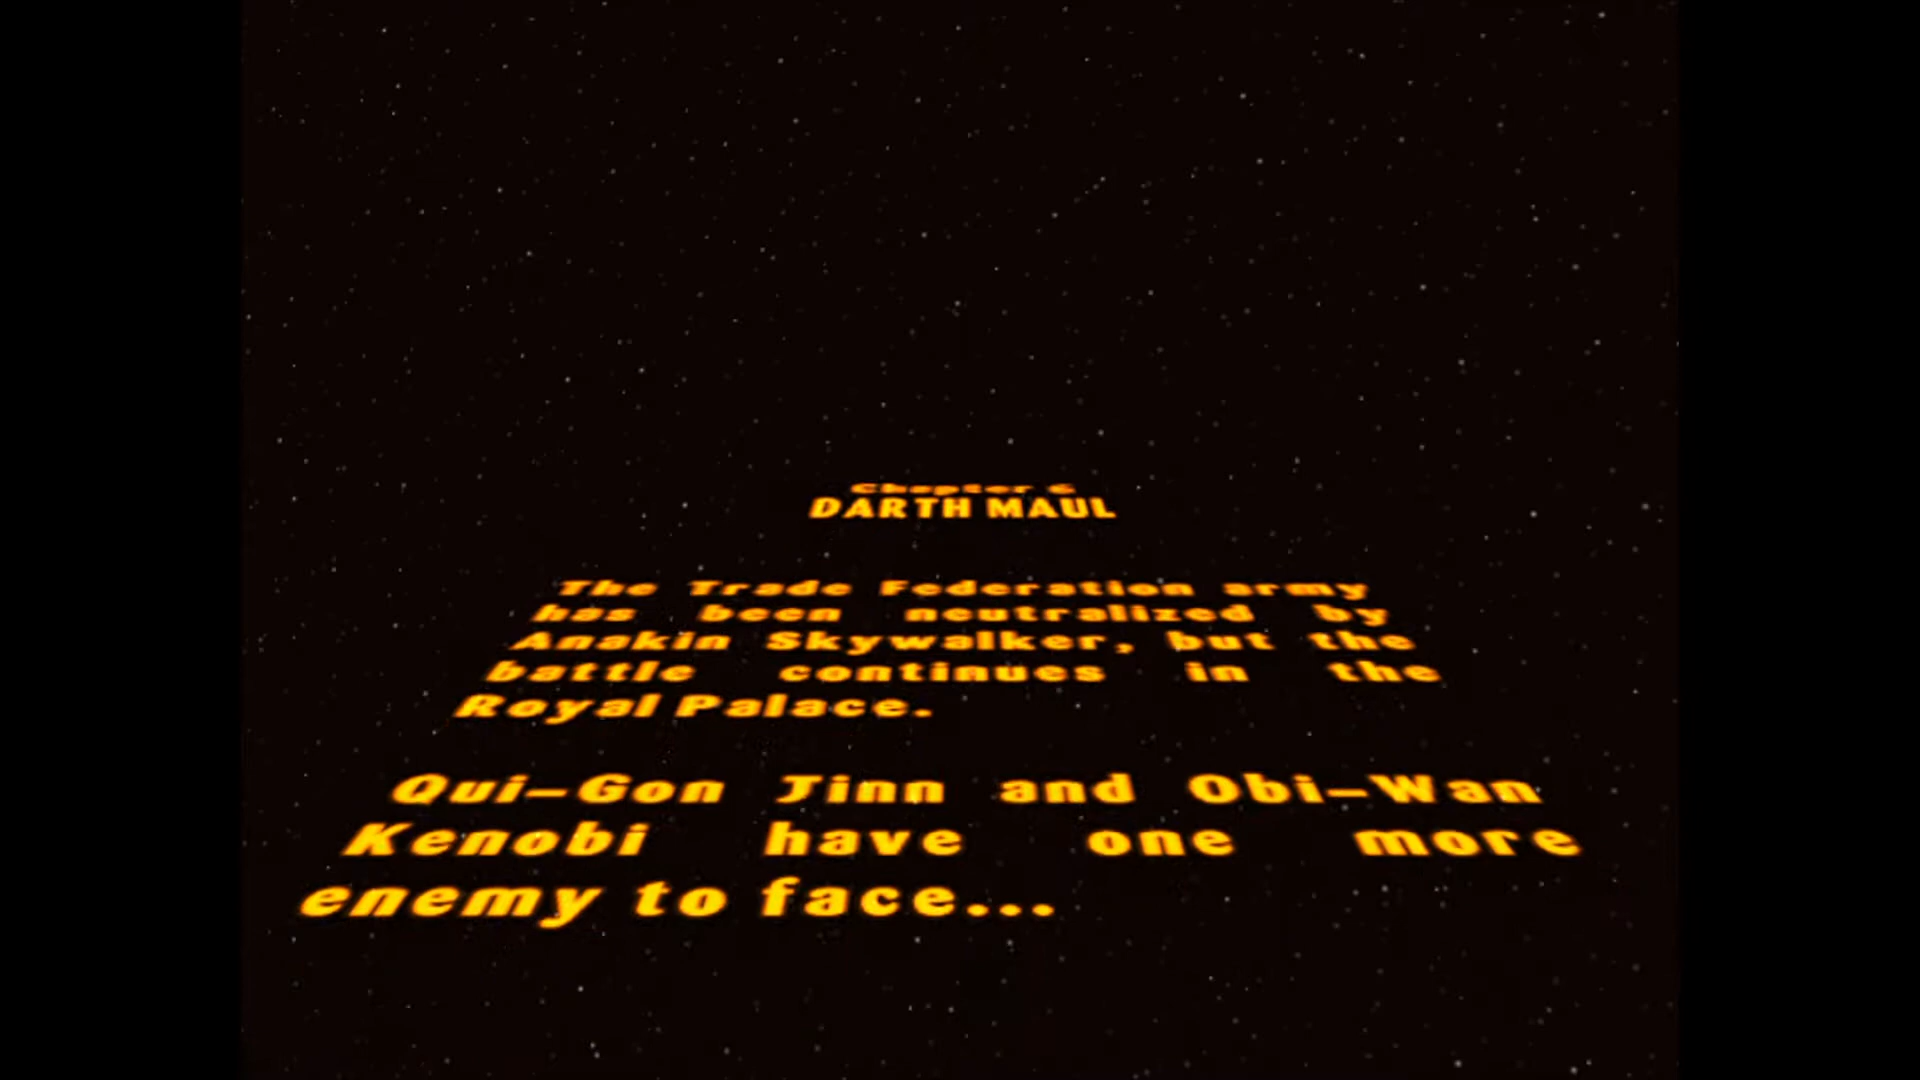 Chapter 6
DARTH MAUL
The Trade Federation army
has been neutralized by
Anakin Skywalker, but the
battle continues in the
Royal Palace.
Qui-Gon Jinn and Obi-Wan
Kenobi have one more
enemy to face...